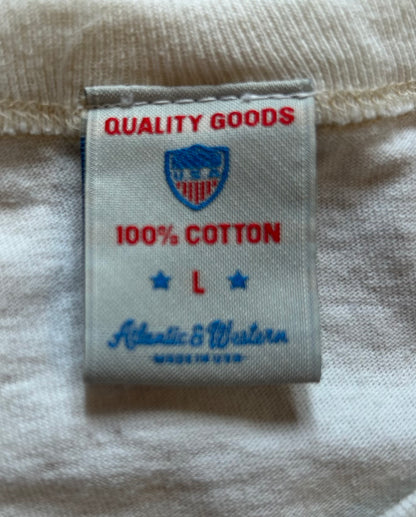 QUALITY GOODS
U.S.A.
100% COTTON
L
Atlantic & Western
MADE IN USA